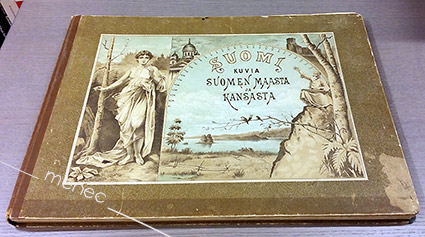 SUOMI,
KUVIA
SUOMEN MAASTA
JA
KANSASTA
menec